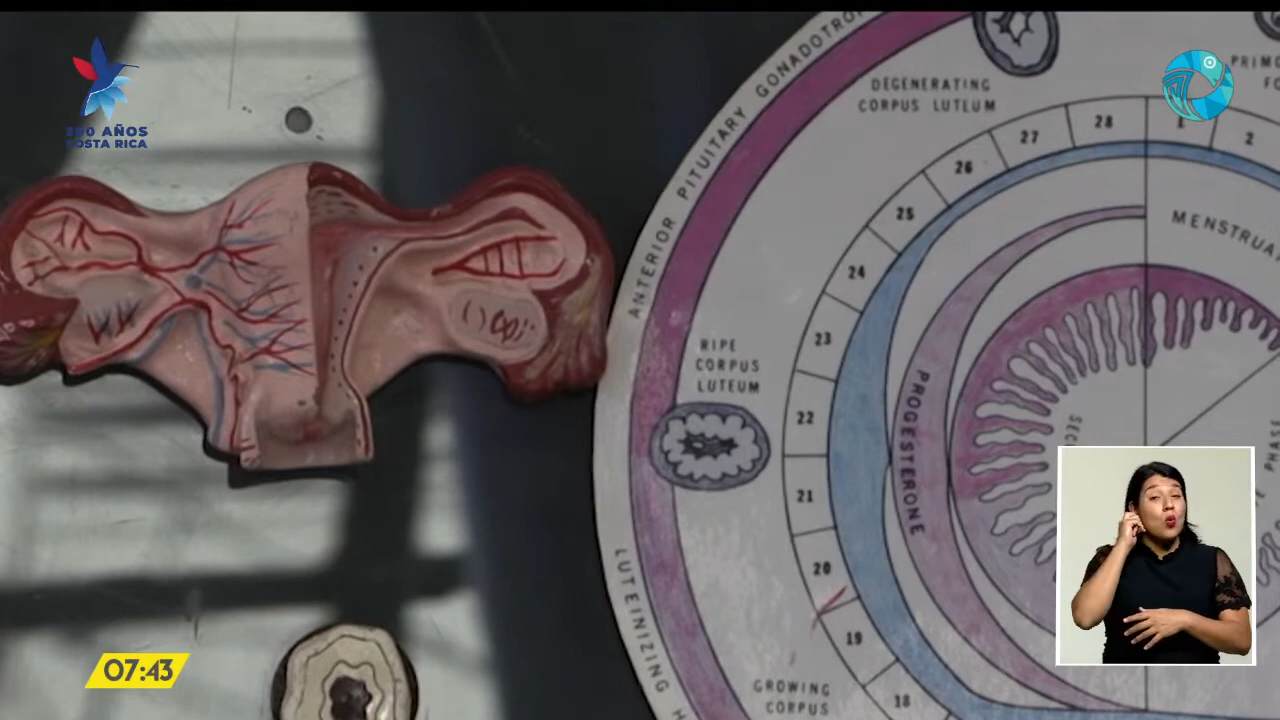 200 AÑOS
COSTA RICA
ANTERIOR PITUITARY GONADOTRO
DEGENERATING
CORPUS LUTEUM
27
28
1
2
26
25
24
23
22
21
20
19
18
MENSTRUA
RIPE
CORPUS
LUTEUM
PROGESTERONE
PHASE
LUTEINIZING H
GROWING
CORPUS
07:43